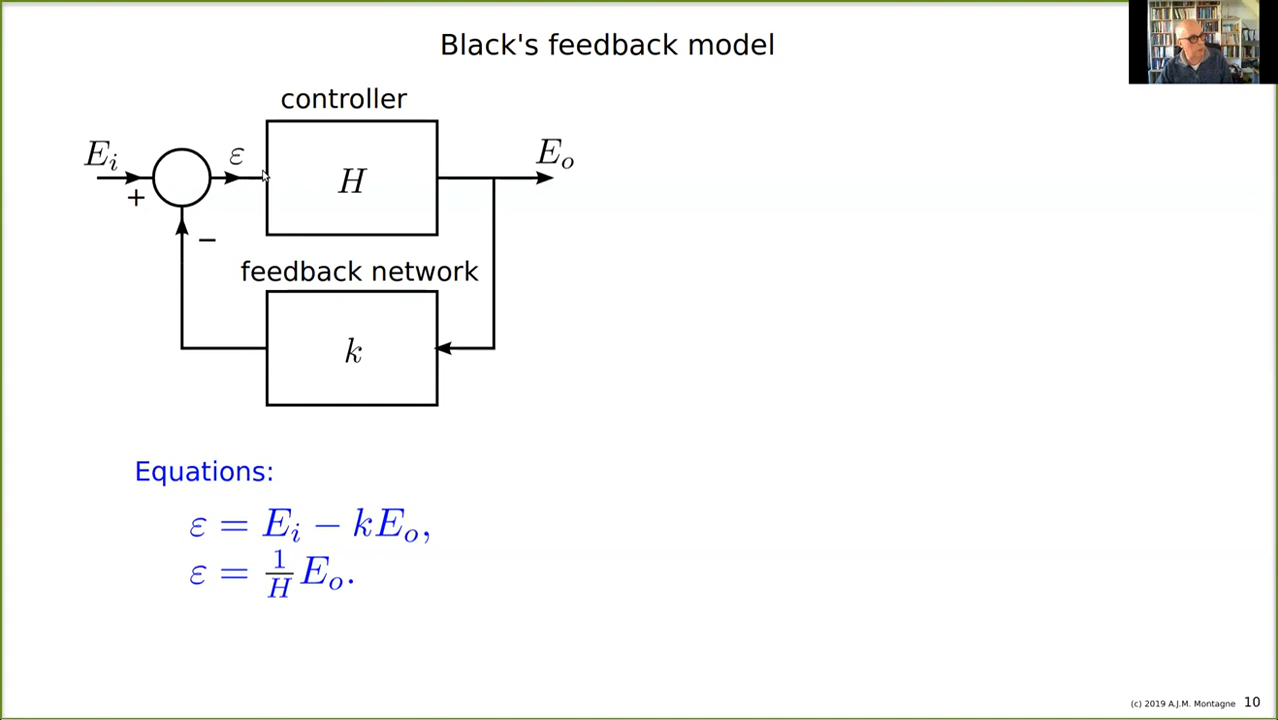 Black's feedback model
controller
E_i
ε
H
E_o
+
−
feedback network
k
Equations:
ε = E_i − kE_o,
ε = 1/H E_o.
(c) 2019 A.J.M. Montagne 10